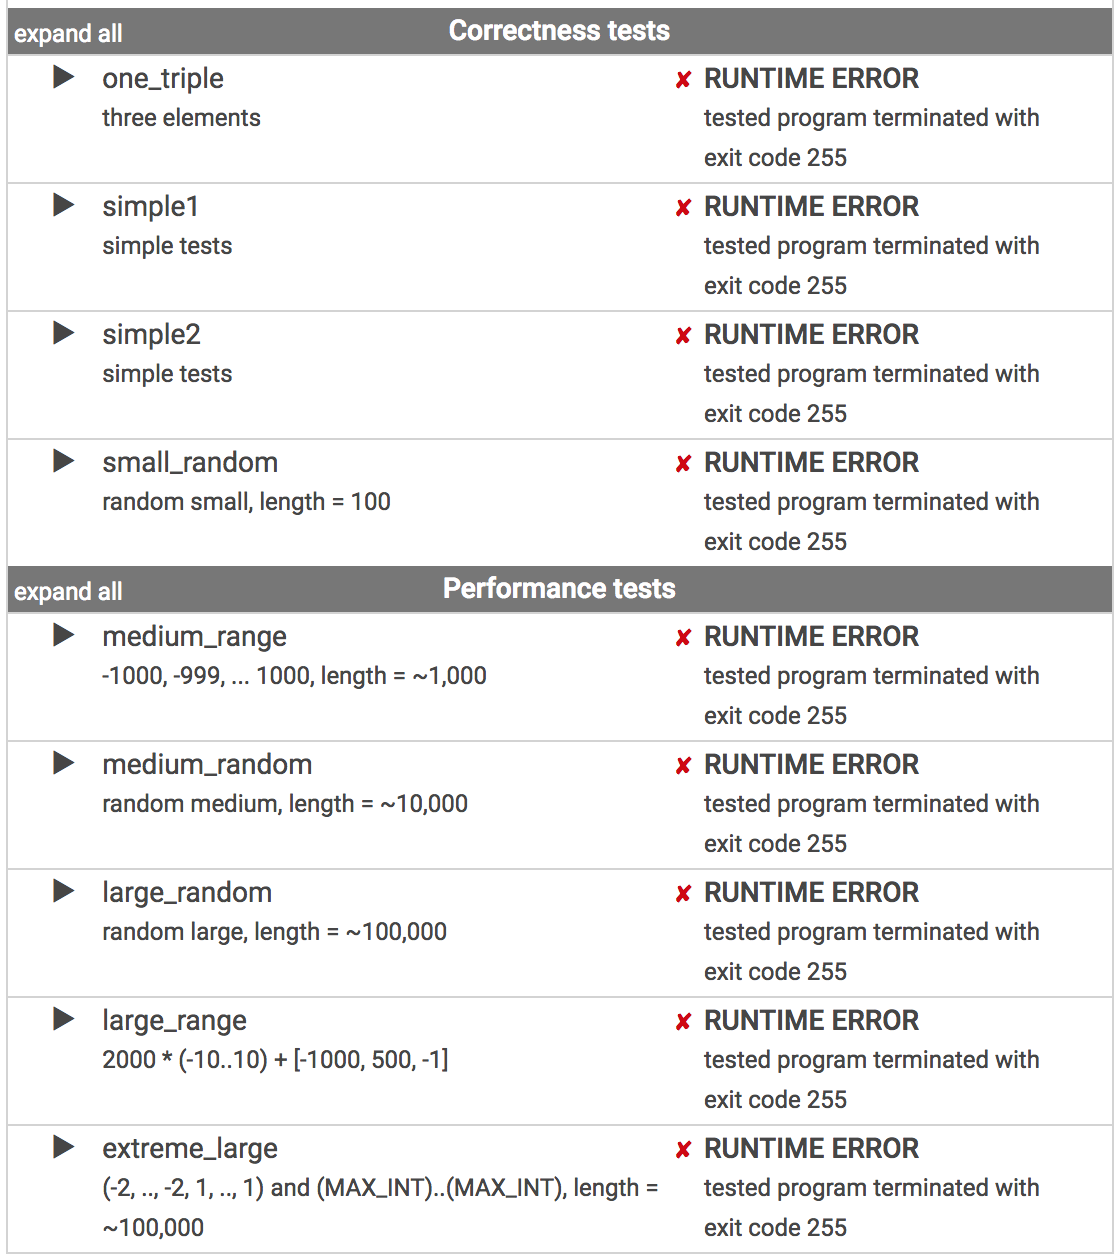 expand all Correctness tests
one_triple ✘ RUNTIME ERROR
three elements tested program terminated with
exit code 255
simple1 ✘ RUNTIME ERROR
simple tests tested program terminated with
exit code 255
simple2 ✘ RUNTIME ERROR
simple tests tested program terminated with
exit code 255
small_random ✘ RUNTIME ERROR
random small, length = 100 tested program terminated with
exit code 255
expand all Performance tests
medium_range ✘ RUNTIME ERROR
-1000, -999, ... 1000, length = ~1,000 tested program terminated with
exit code 255
medium_random ✘ RUNTIME ERROR
random medium, length = ~10,000 tested program terminated with
exit code 255
large_random ✘ RUNTIME ERROR
random large, length = ~100,000 tested program terminated with
exit code 255
large_range ✘ RUNTIME ERROR
2000 * (-10..10) + [-1000, 500, -1] tested program terminated with
exit code 255
extreme_large ✘ RUNTIME ERROR
(-2, .., -2, 1, .., 1) and (MAX_INT)..(MAX_INT), length = tested program terminated with
~100,000 exit code 255